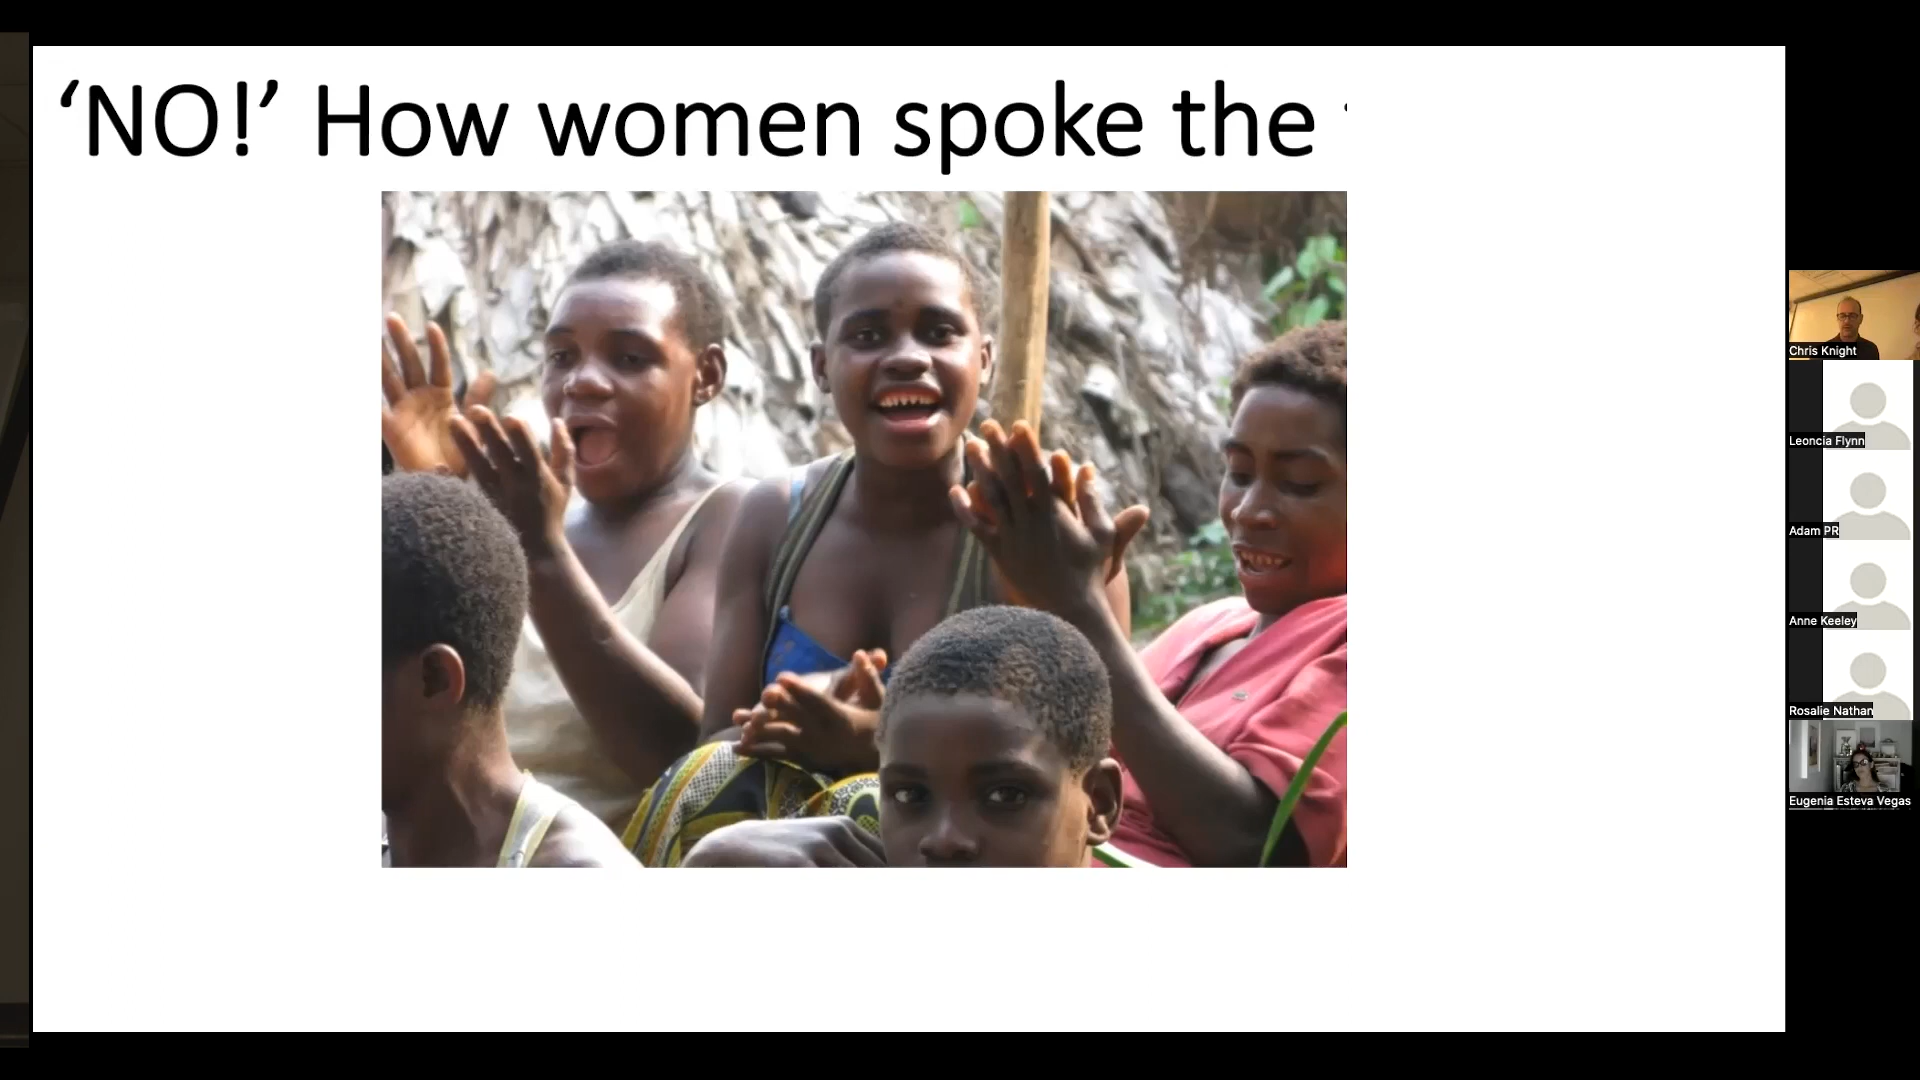 ‘NO!’ How women spoke the
Chris Knight
Leoncia Flynn
Adam PR
Anne Keeley
Rosalie Nathan
Eugenia Esteva Vegas